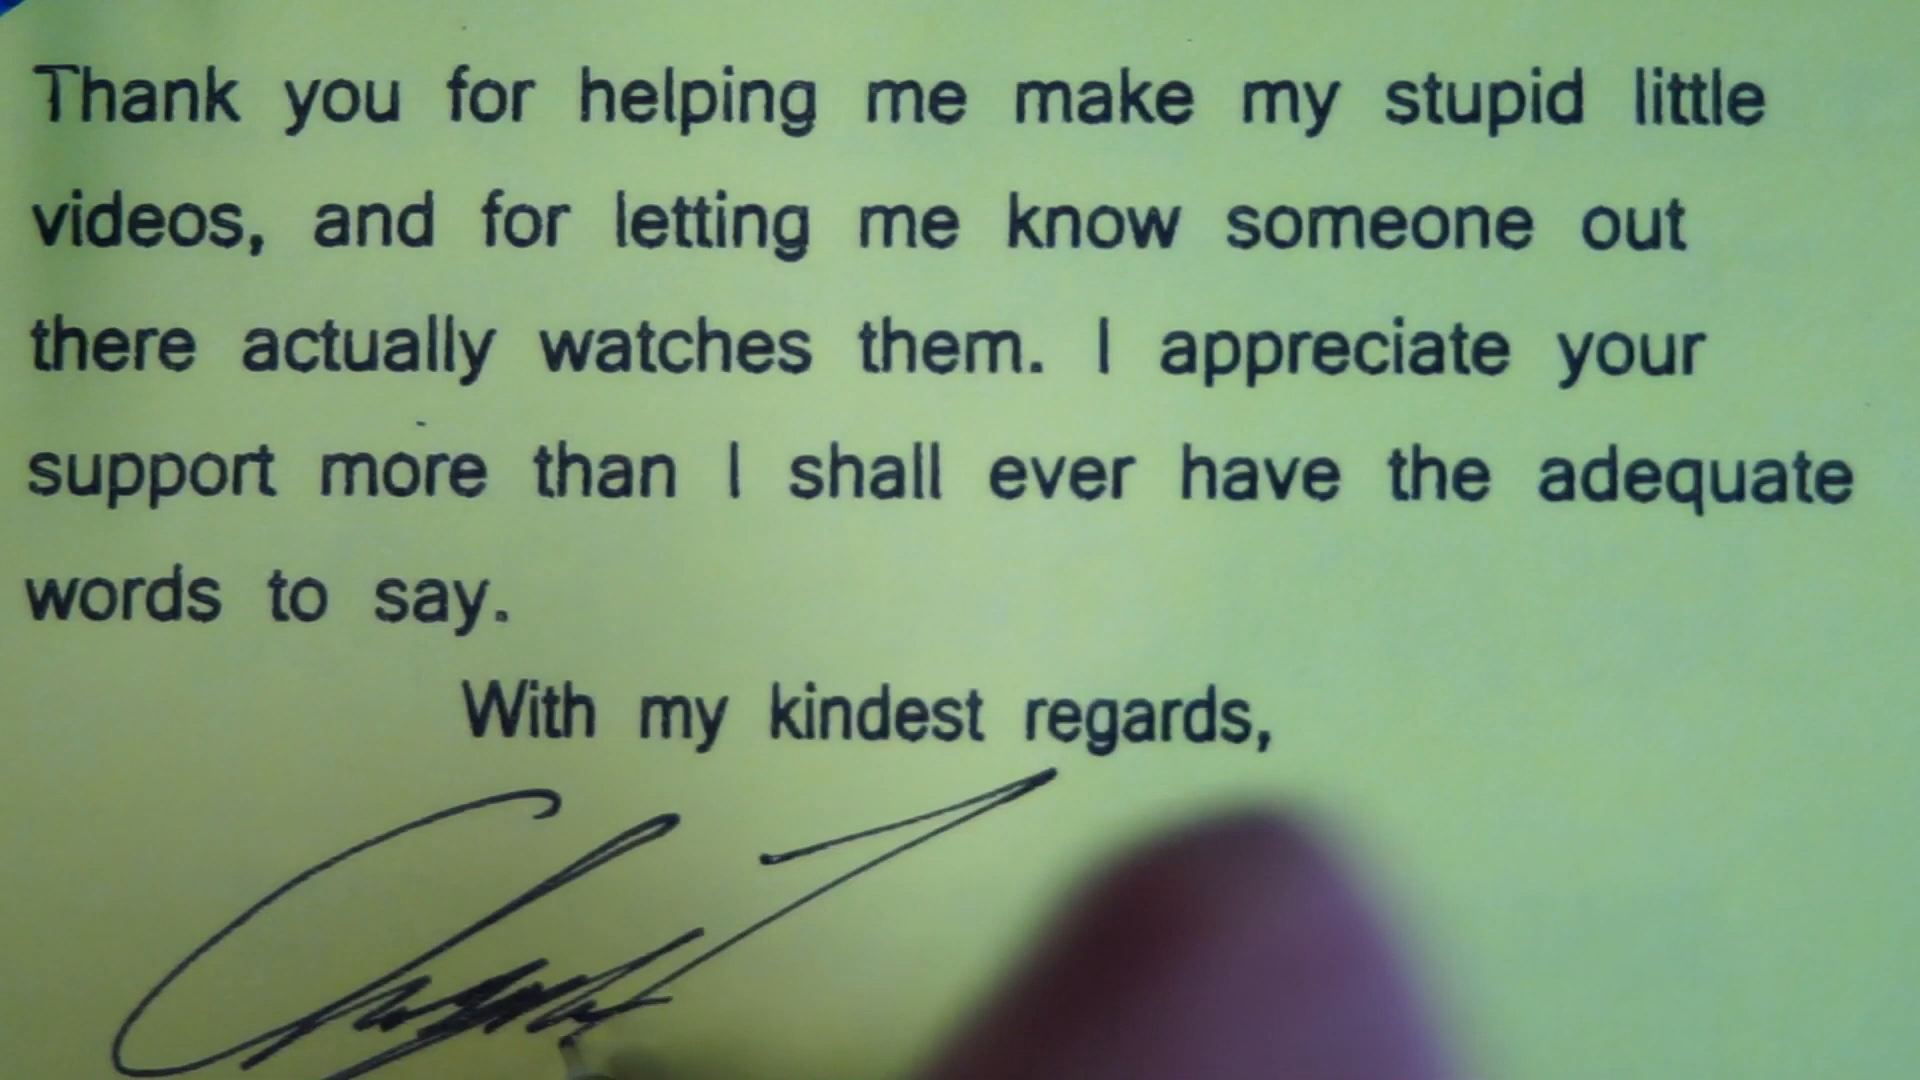 Thank you for helping me make my stupid little
videos, and for letting me know someone out
there actually watches them. I appreciate your
support more than I shall ever have the adequate
words to say.
With my kindest regards,